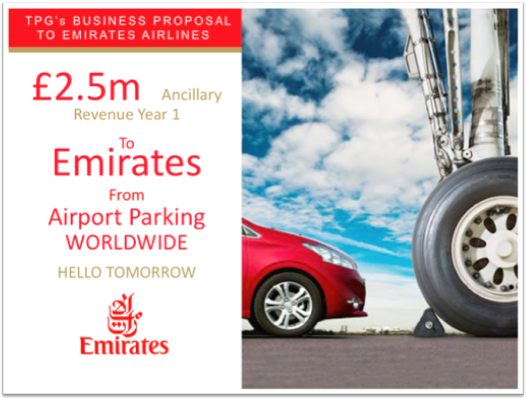 TPG's BUSINESS PROPOSAL
TO EMIRATES AIRLINES
£2.5m Ancillary
Revenue Year 1
To
Emirates
From
Airport Parking
WORLDWIDE
HELLO TOMORROW
Emirates